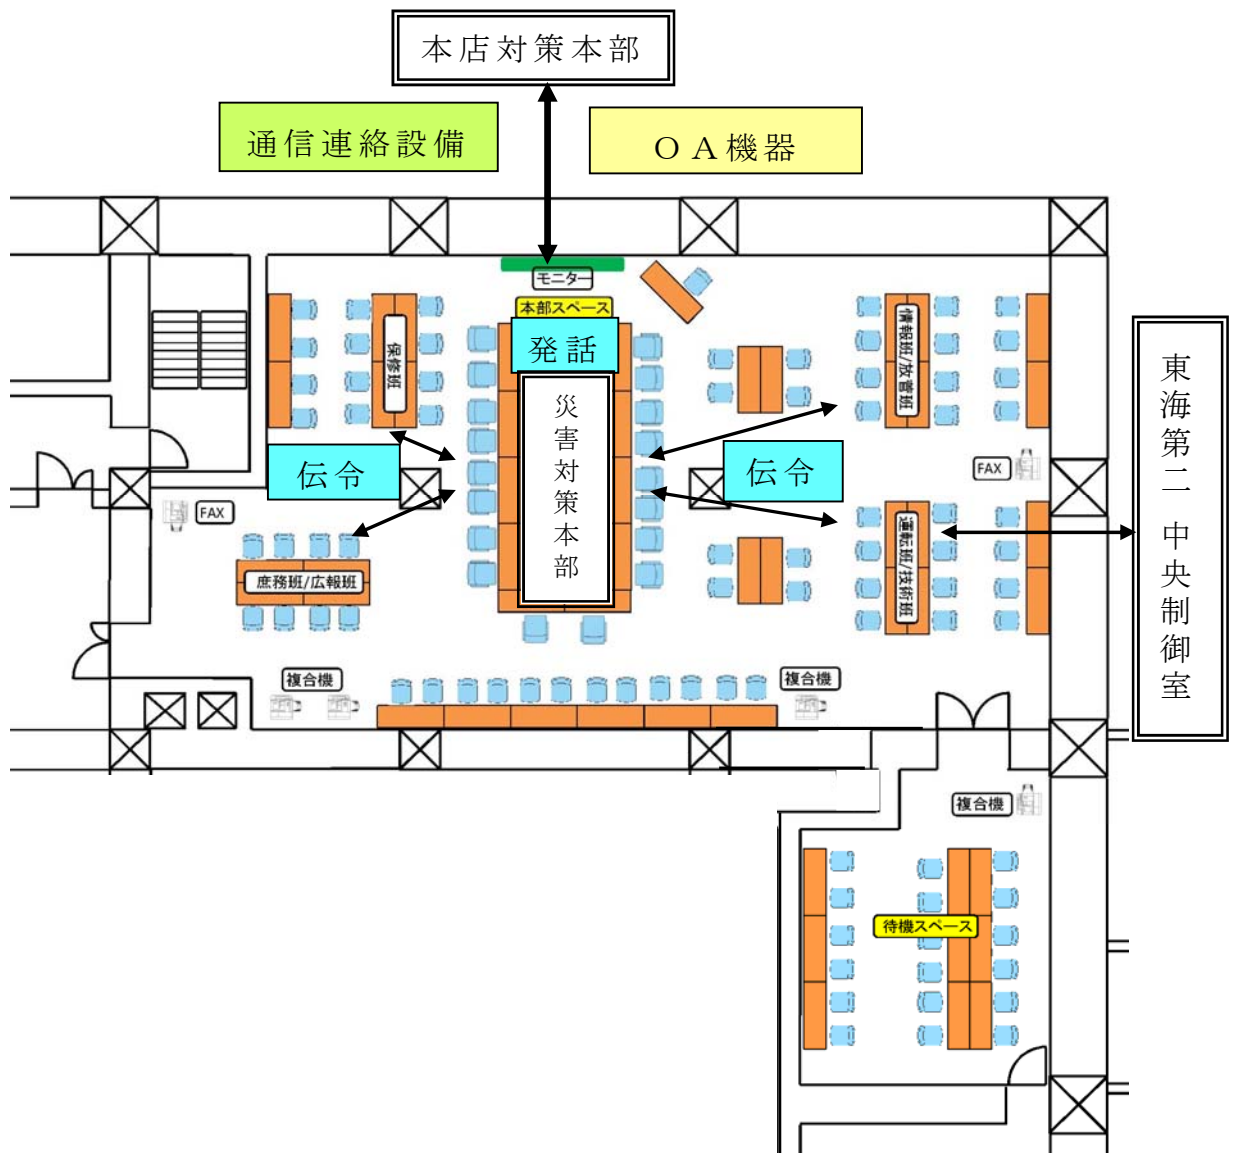 本店対策本部
通信連絡設備
ＯＡ機器
モニター
本部スペース
発話
災害対策本部
保修班
情報班/放管班
伝令
伝令
FAX
FAX
運転班/技術班
庶務班/広報班
東海第二 中央制御室
複合機
複合機
複合機
待機スペース